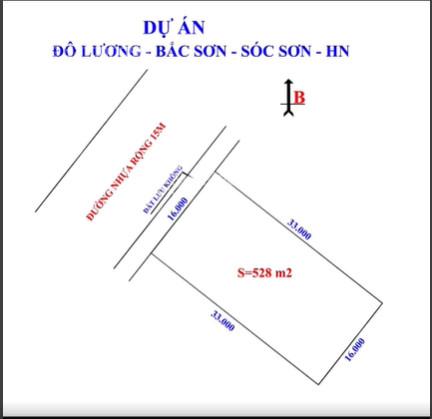 DỰ ÁN
ĐÔ LƯƠNG - BẮC SƠN - SÓC SƠN - HN
B
ĐƯỜNG NHỰA RỘNG 15M
ĐẤT LƯU KHÔNG
16.000
33.000
S=528 m2
33.000
16.000